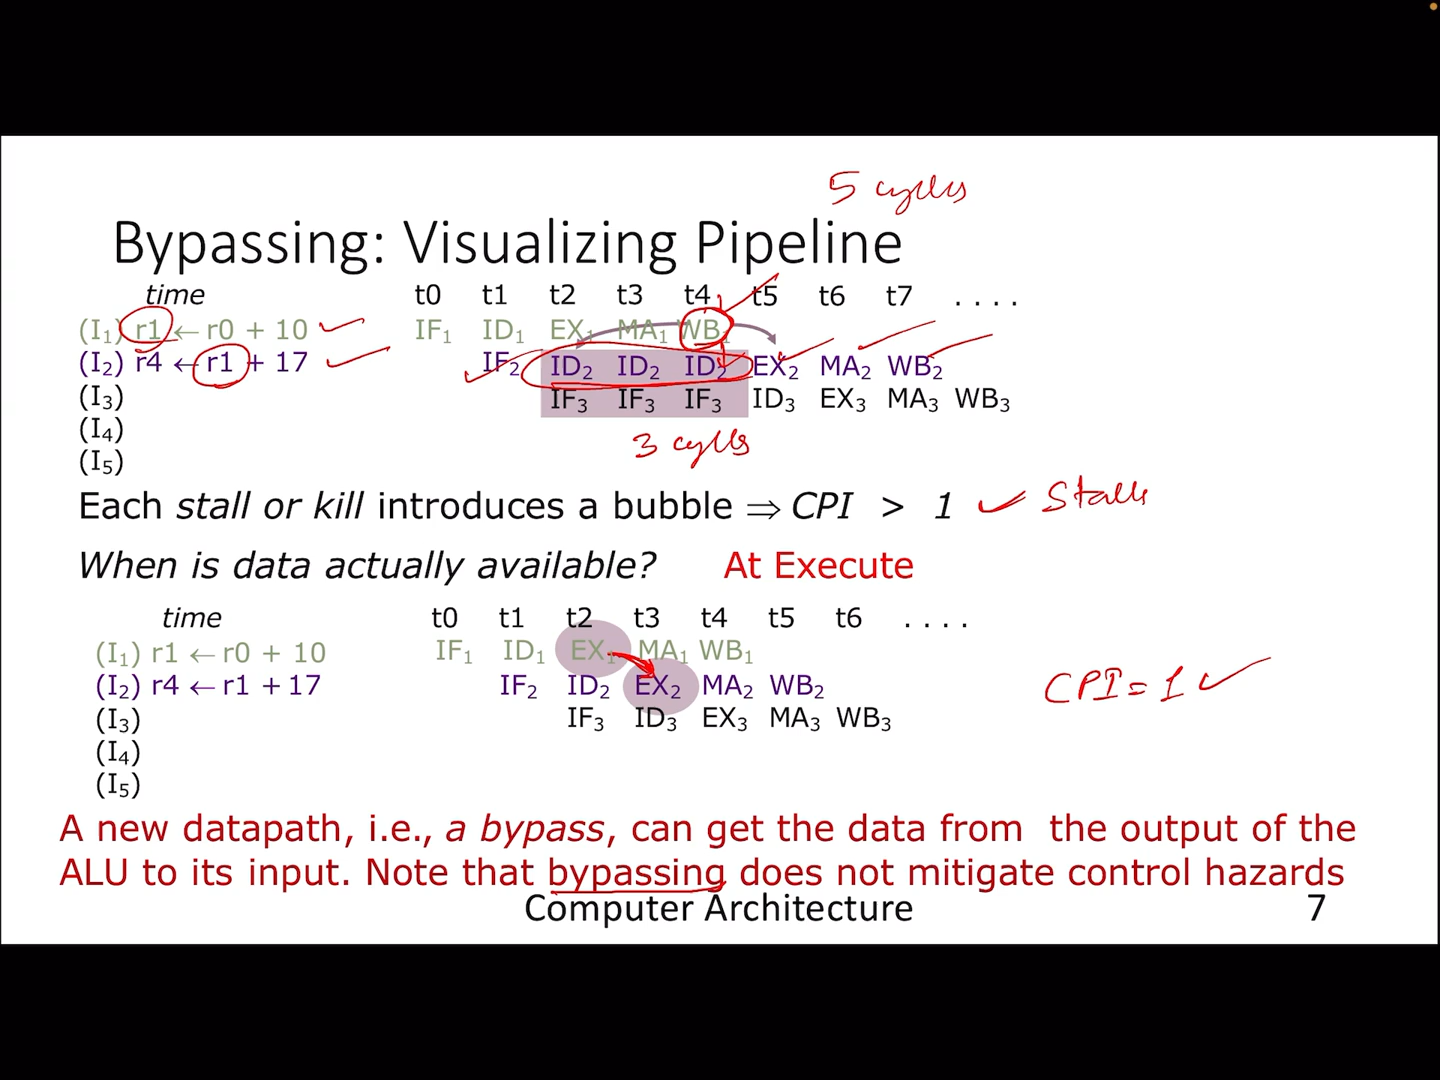 5 cycles
Bypassing: Visualizing Pipeline
time t0 t1 t2 t3 t4 t5 t6 t7 . . . .
(I₁) r1 ← r0 + 10 IF₁ ID₁ EX₁ MA₁ WB₁
(I₂) r4 ← r1 + 17 IF₂ ID₂ ID₂ ID₂ EX₂ MA₂ WB₂
(I₃) IF₃ IF₃ IF₃ ID₃ EX₃ MA₃ WB₃
(I₄)
3 cycles
(I₅)
Each stall or kill introduces a bubble ⇒ CPI > 1 ✓ Stalls
When is data actually available? At Execute
time t0 t1 t2 t3 t4 t5 t6 . . . .
(I₁) r1 ← r0 + 10 IF₁ ID₁ EX₁ MA₁ WB₁
(I₂) r4 ← r1 + 17 IF₂ ID₂ EX₂ MA₂ WB₂ CPI = 1 ✓
(I₃) IF₃ ID₃ EX₃ MA₃ WB₃
(I₄)
(I₅)
A new datapath, i.e., a bypass, can get the data from the output of the
ALU to its input. Note that bypassing does not mitigate control hazards
Computer Architecture 7